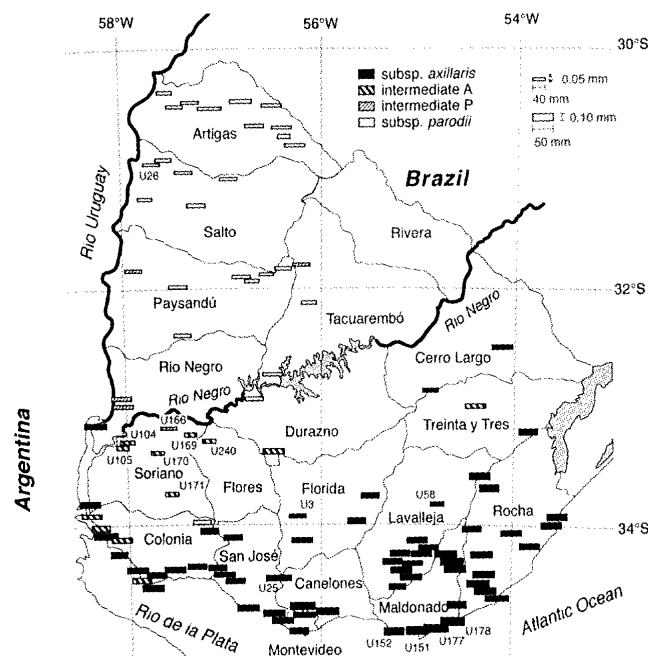 58°W
56°W
54°W
30°S
subsp. axillaris
intermediate A
intermediate P
subsp. parodii
0.05 mm
40 mm
0.10 mm
50 mm
Artigas
Rio Uruguay
U26
Brazil
Salto
Rivera
32°S
Paysandú
Tacuarembó
Rio Negro
Rio Negro
Cerro Largo
Rio Negro
Argentina
U166
U104
U169
U240
Durazno
Treinta y Tres
U105
U170
Soriano
U171
Flores
Florida
U3
U58
Lavalleja
Rocha
34°S
Colonia
San José
U25
Canelones
Maldonado
Rio de la Plata
Montevideo
U152
U151
U177
U178
Atlantic Ocean